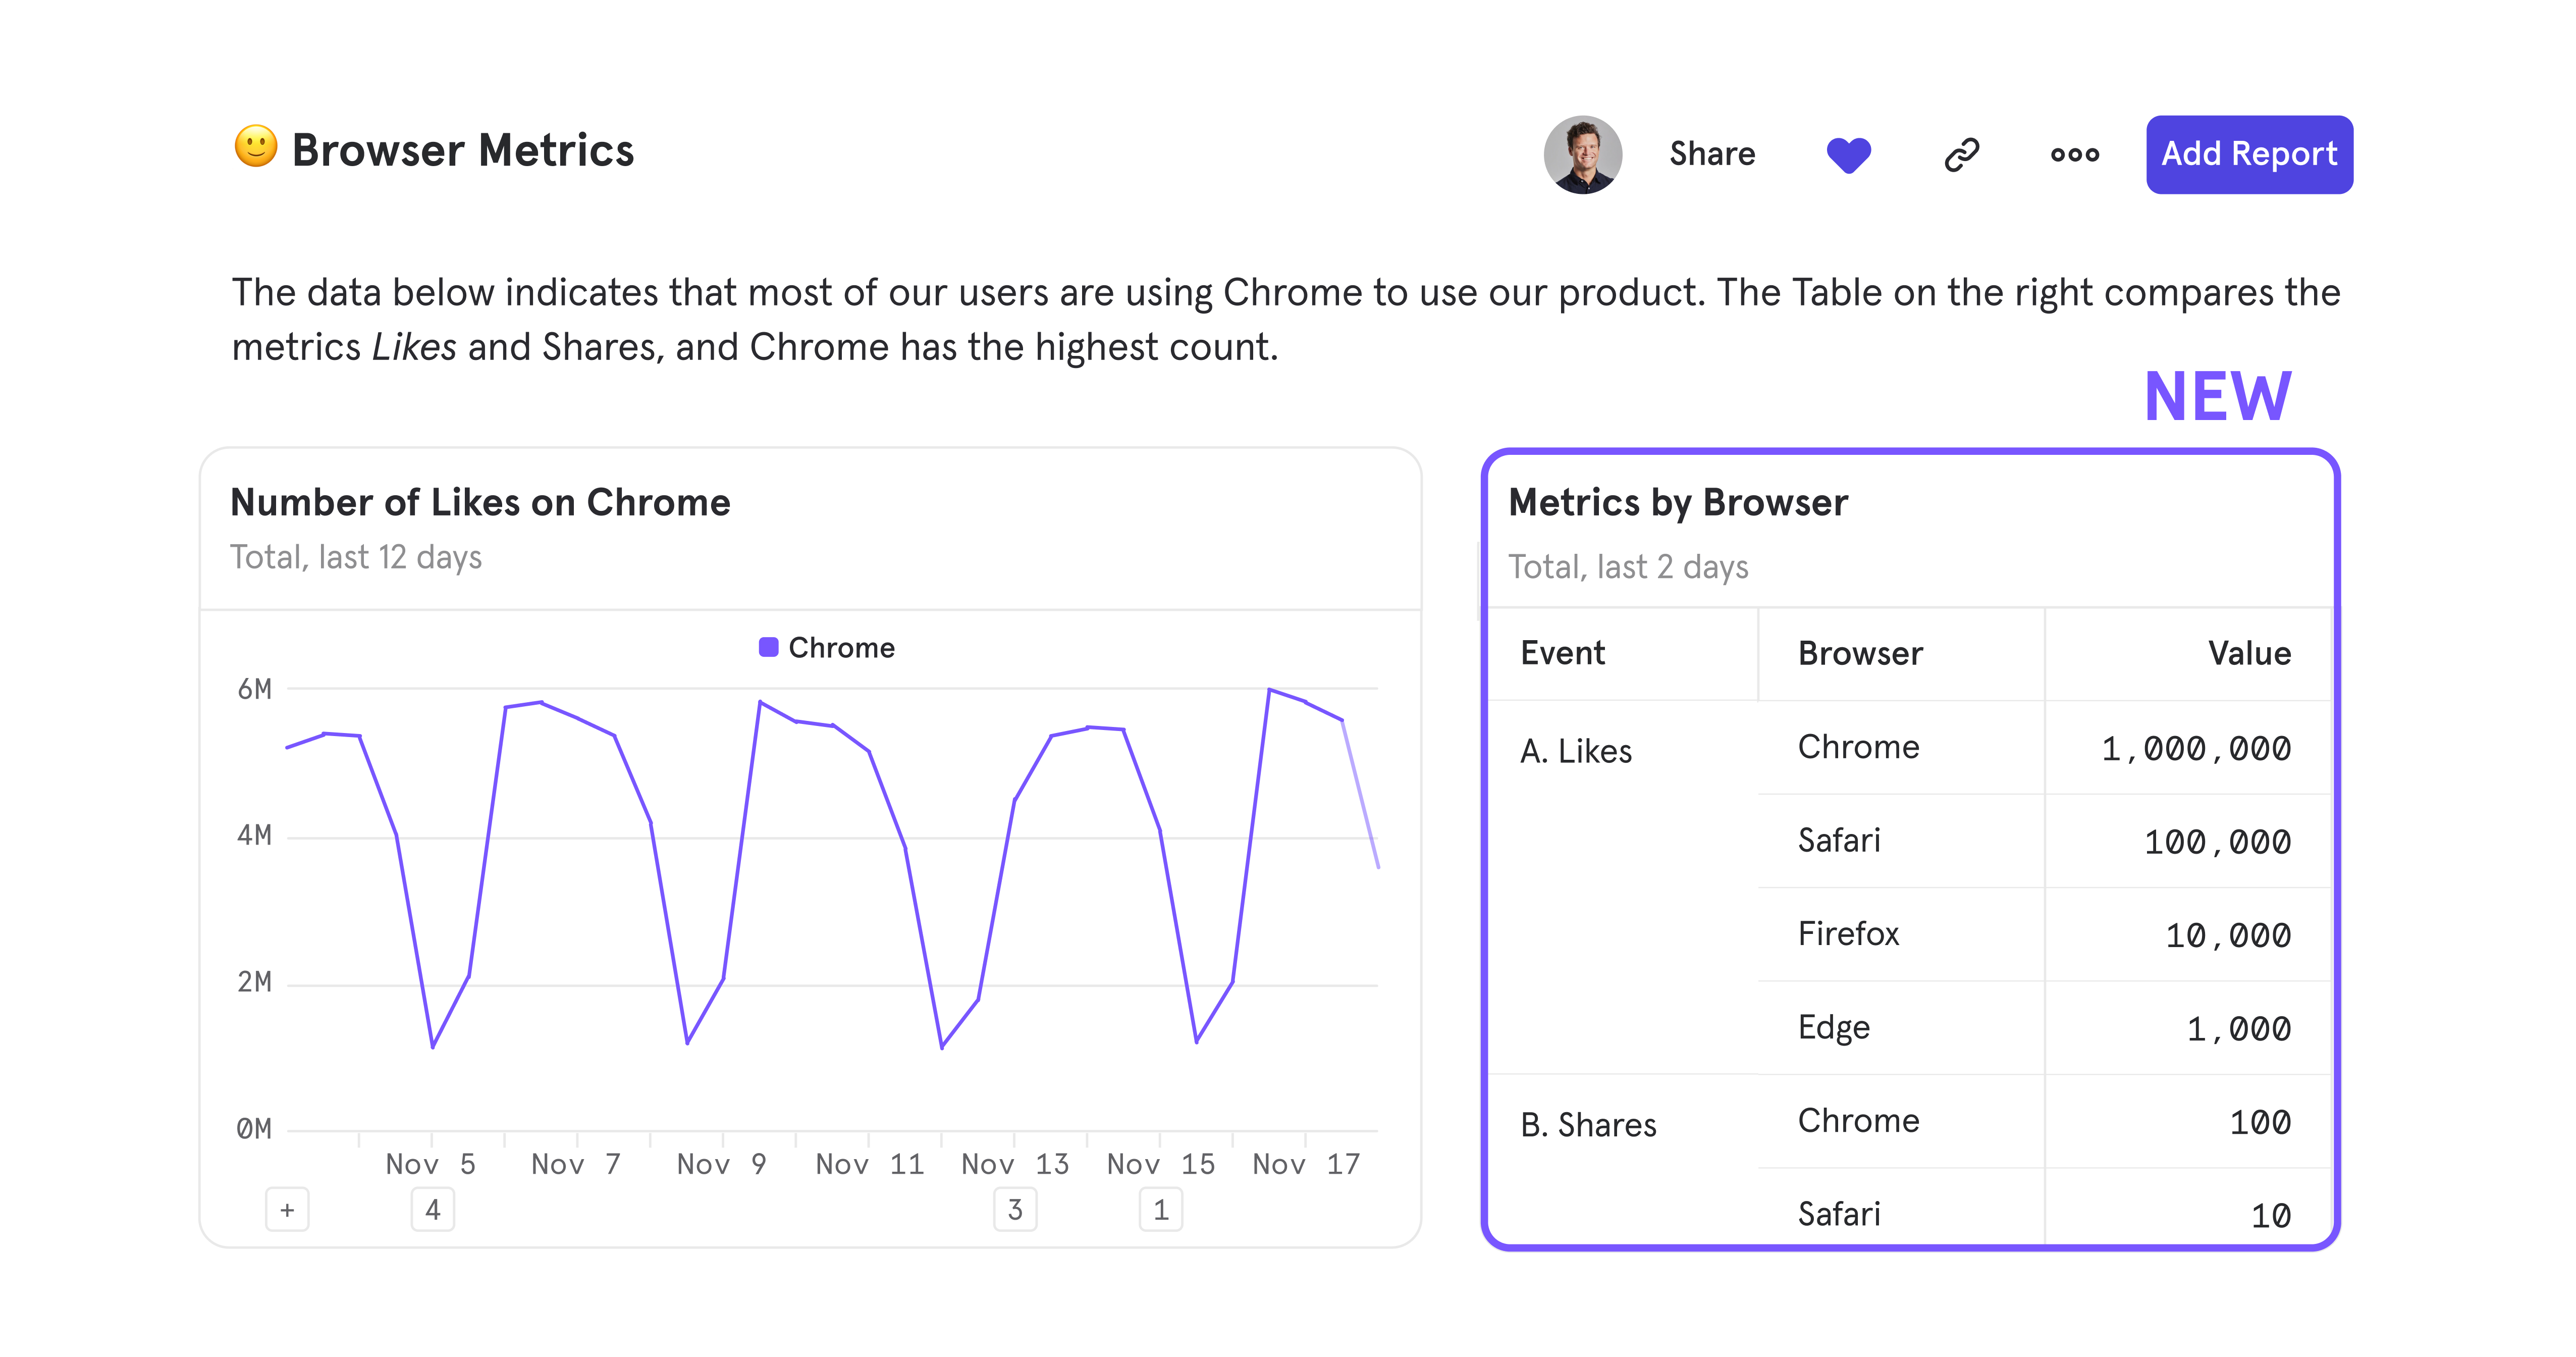 Browser Metrics
Share
Add Report
The data below indicates that most of our users are using Chrome to use our product. The Table on the right compares the
metrics Likes and Shares, and Chrome has the highest count.
NEW
Number of Likes on Chrome
Total, last 12 days
Chrome
6M
4M
2M
0M
Nov 5 Nov 7 Nov 9 Nov 11 Nov 13 Nov 15 Nov 17
+ 4 3 1
Metrics by Browser
Total, last 2 days
Event Browser Value
A. Likes Chrome 1,000,000
Safari 100,000
Firefox 10,000
Edge 1,000
B. Shares Chrome 100
Safari 10